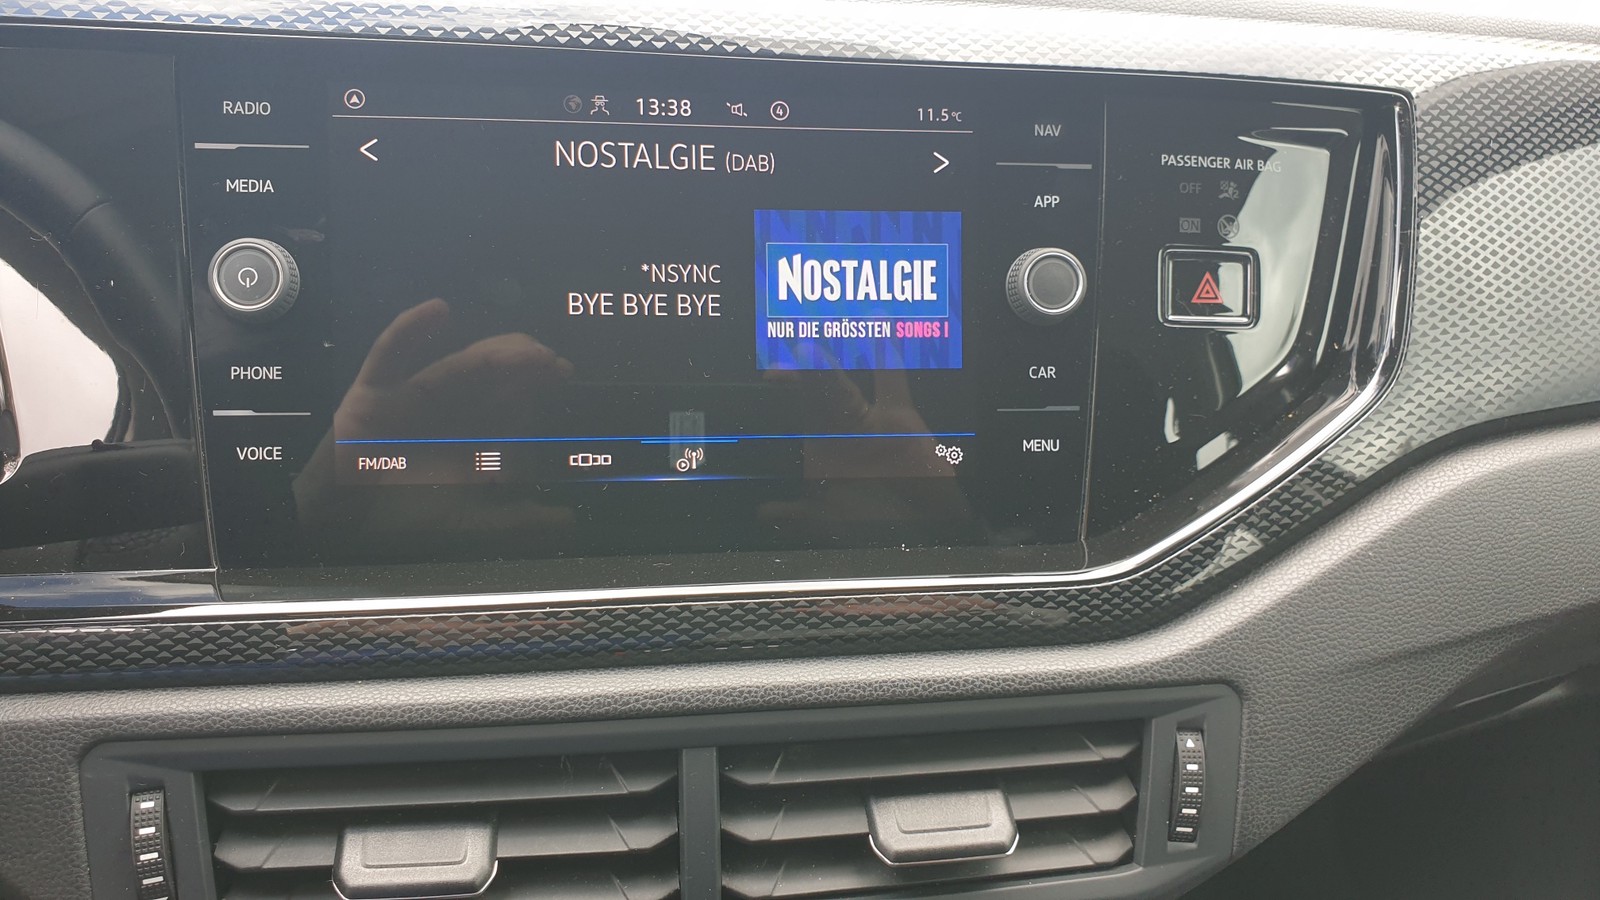 RADIO
MEDIA
PHONE
VOICE
13:38
4
11.5°C
< NOSTALGIE (DAB) >
*NSYNC
BYE BYE BYE
NOSTALGIE
NUR DIE GRÖSSTEN SONGS!
FM/DAB
NAV
APP
CAR
MENU
PASSENGER AIR BAG
OFF
ON